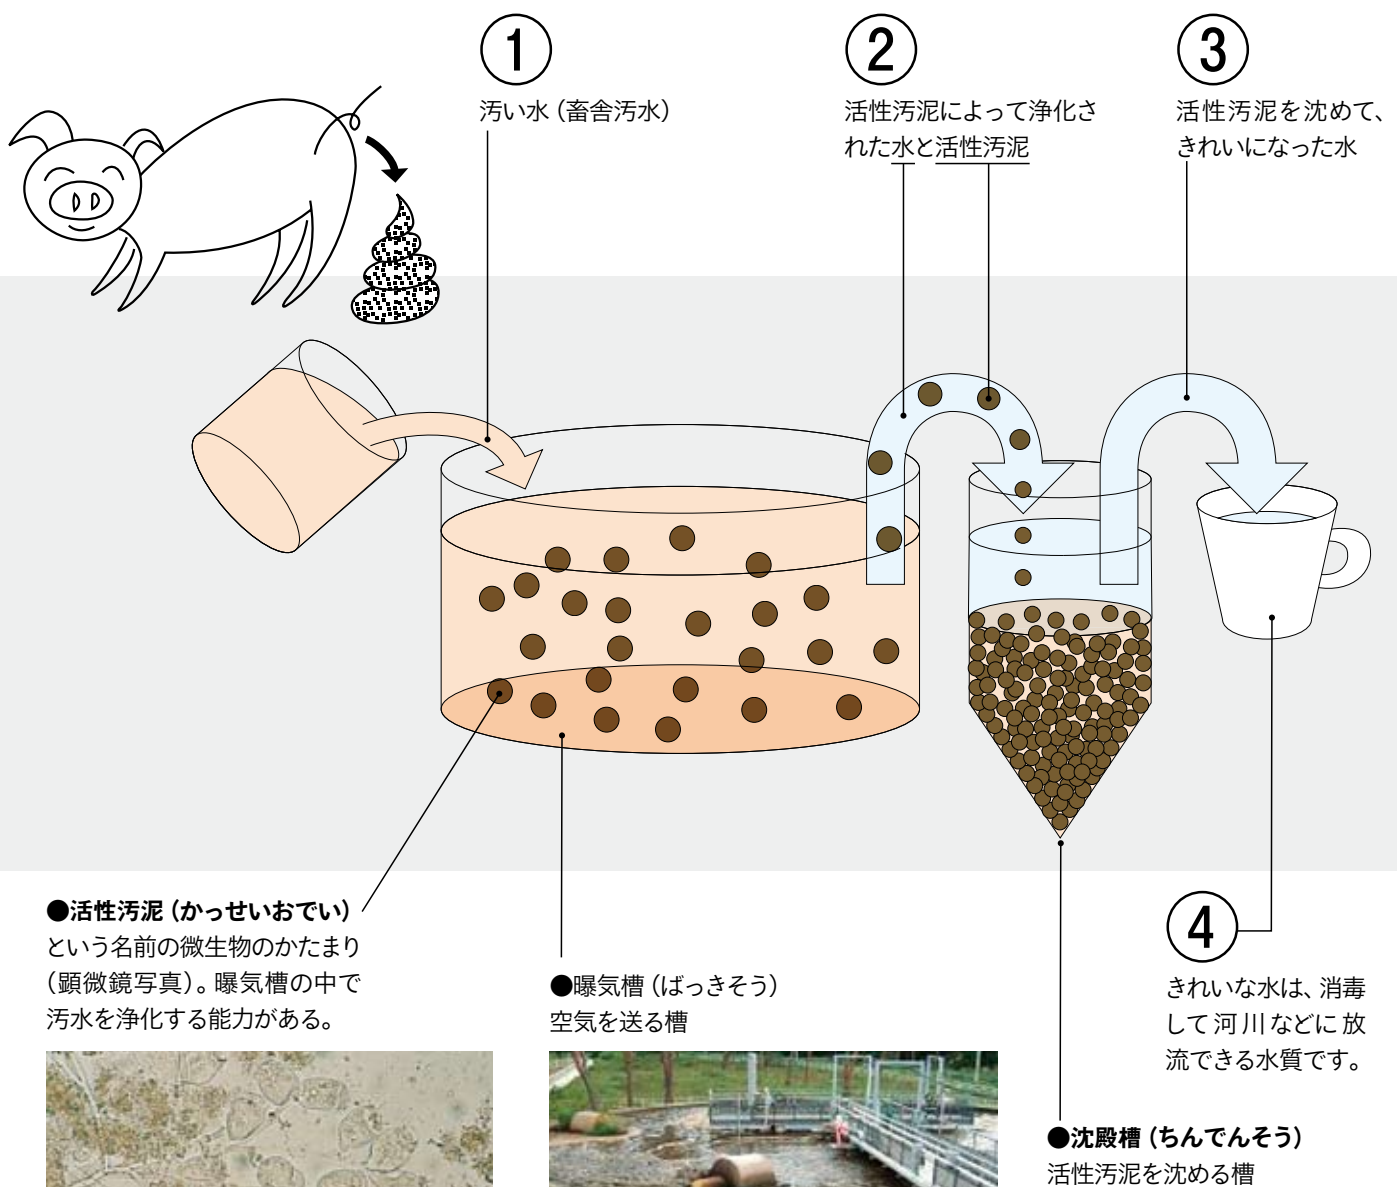 ①
汚い水（畜舎汚水）
②
活性汚泥によって浄化さ
れた水と活性汚泥
③
活性汚泥を沈めて、
きれいになった水
●活性汚泥（かっせいおでい）
という名前の微生物のかたまり
（顕微鏡写真）。曝気槽の中で
汚水を浄化する能力がある。
●曝気槽（ばっきそう）
空気を送る槽
④
きれいな水は、消毒
して河川などに放
流できる水質です。
●沈殿槽（ちんでんそう）
活性汚泥を沈める槽